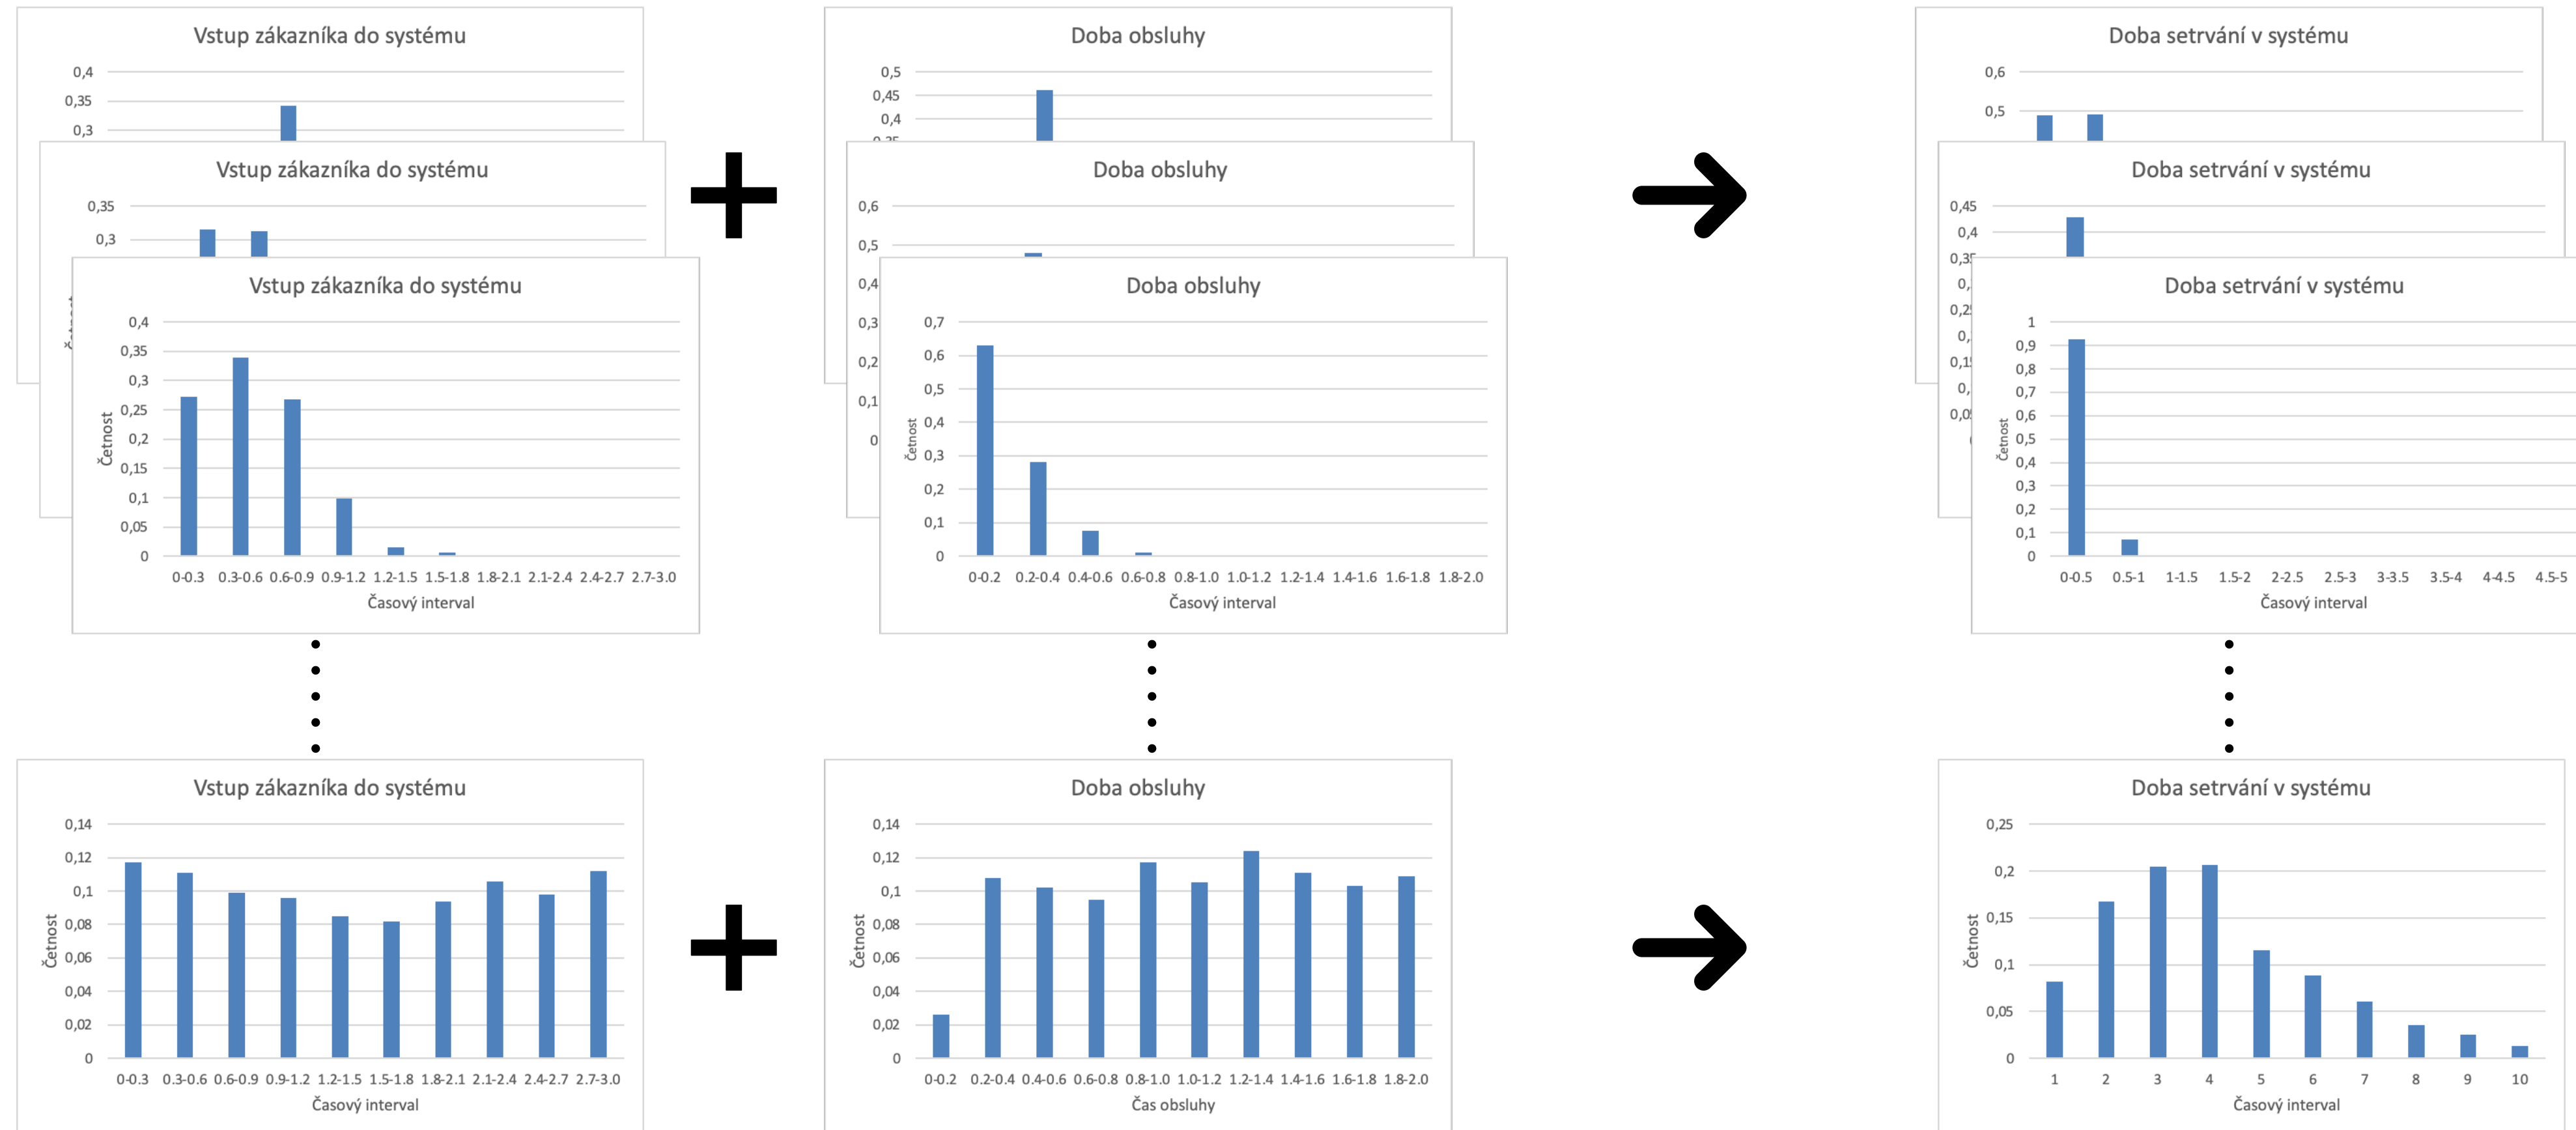 Vstup zákazníka do systému
0,4
0,35
0,3
Vstup zákazníka do systému
0,35
0,3
Vstup zákazníka do systému
0,4
0,35
0,3
0,25
0,2
0,15
0,1
0,05
0
Četnost
0-0.3 0.3-0.6 0.6-0.9 0.9-1.2 1.2-1.5 1.5-1.8 1.8-2.1 2.1-2.4 2.4-2.7 2.7-3.0
Časový interval
Doba obsluhy
0,5
0,45
0,4
0,35
Doba obsluhy
0,6
0,5
0,4
0,3
0,2
0,1
0
Doba obsluhy
0,7
0,6
0,5
0,4
0,3
0,2
0,1
0
Četnost
0-0.2 0.2-0.4 0.4-0.6 0.6-0.8 0.8-1.0 1.0-1.2 1.2-1.4 1.4-1.6 1.6-1.8 1.8-2.0
Časový interval
Doba setrvání v systému
0,6
0,5
Doba setrvání v systému
0,45
0,4
0,35
0,25
0,15
0,05
Doba setrvání v systému
1
0,9
0,8
0,7
0,6
0,5
0,4
0,3
0,2
0,1
0
Četnost
0-0.5 0.5-1 1-1.5 1.5-2 2-2.5 2.5-3 3-3.5 3.5-4 4-4.5 4.5-5
Časový interval
Vstup zákazníka do systému
0,14
0,12
0,1
0,08
0,06
0,04
0,02
0
Četnost
0-0.3 0.3-0.6 0.6-0.9 0.9-1.2 1.2-1.5 1.5-1.8 1.8-2.1 2.1-2.4 2.4-2.7 2.7-3.0
Časový interval
Doba obsluhy
0,14
0,12
0,1
0,08
0,06
0,04
0,02
0
Četnost
0-0.2 0.2-0.4 0.4-0.6 0.6-0.8 0.8-1.0 1.0-1.2 1.2-1.4 1.4-1.6 1.6-1.8 1.8-2.0
Čas obsluhy
Doba setrvání v systému
0,25
0,2
0,15
0,1
0,05
0
Četnost
1 2 3 4 5 6 7 8 9 10
Časový interval